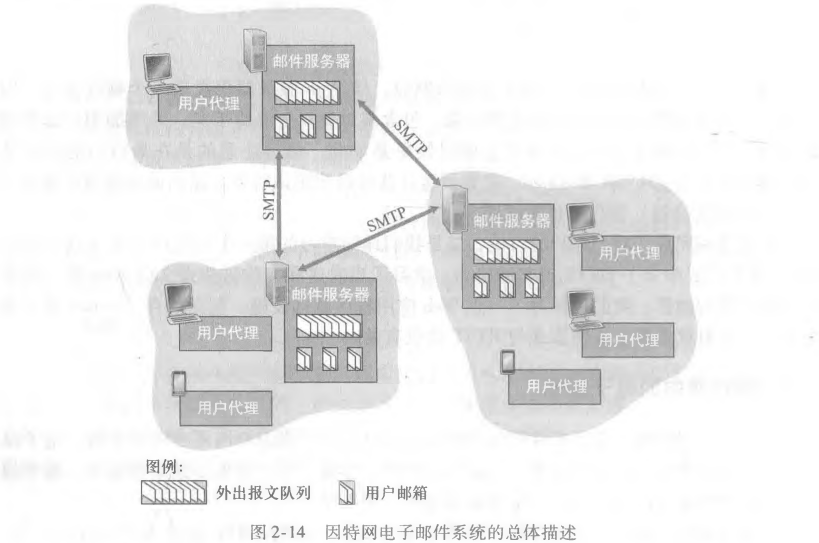 邮件服务器
用户代理
SMTP
SMTP
SMTP
邮件服务器
用户代理
用户代理
用户代理
邮件服务器
用户代理
用户代理
图例:
外出报文队列
用户邮箱
图 2-14 因特网电子邮件系统的总体描述